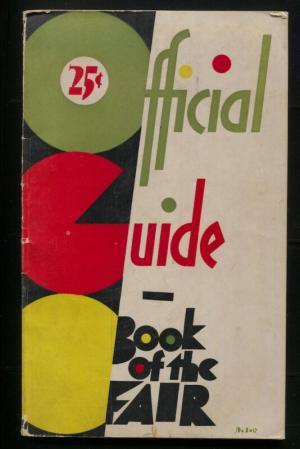 25¢
Official
Guide
—
Book
of the
FAIR